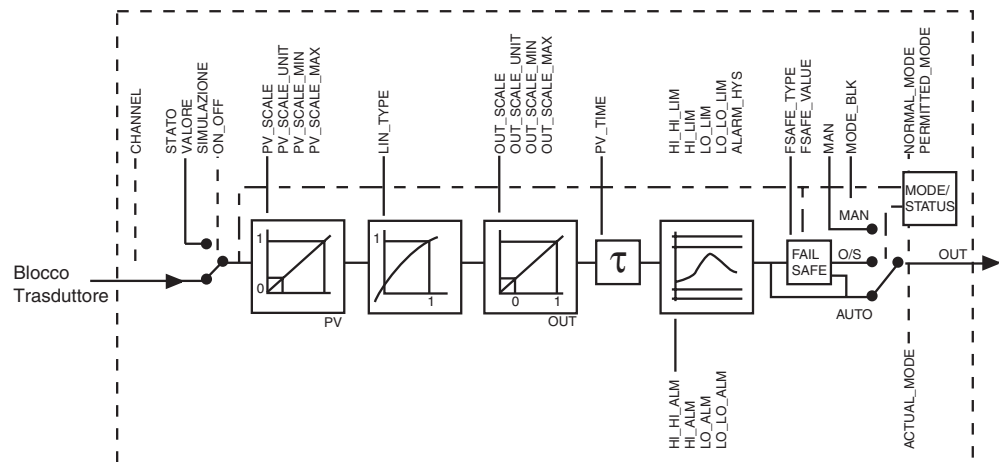 CHANNEL
STATO
VALORE
SIMULAZIONE
ON_OFF
PV_SCALE
PV_SCALE_UNIT
PV_SCALE_MIN
PV_SCALE_MAX
LIN_TYPE
OUT_SCALE
OUT_SCALE_UNIT
OUT_SCALE_MIN
OUT_SCALE_MAX
PV_TIME
HI_HI_LIM
HI_LIM
LO_LIM
LO_LO_LIM
ALARM_HYS
FSAFE_TYPE
FSAFE_VALUE
MAN
MODE_BLK
NORMAL_MODE
PERMITTED_MODE
MODE/
STATUS
MAN
Blocco
Trasduttore
1
0
PV
1
1
0
1
OUT
τ
FAIL
SAFE
O/S
AUTO
OUT
HI_HI_ALM
HI_ALM
LO_ALM
LO_LO_ALM
ACTUAL_MODE